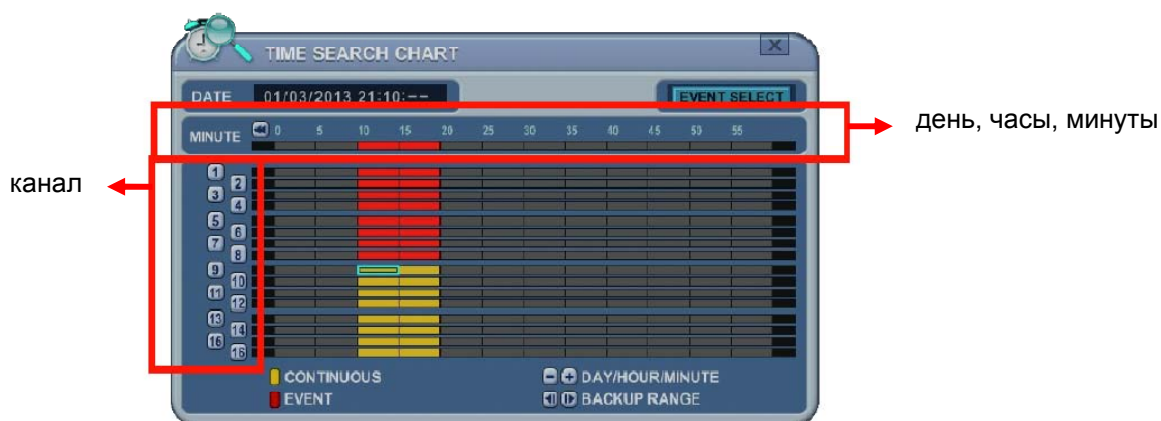 TIME SEARCH CHART
DATE 01/03/2013 21:10:-- EVENT SELECT
MINUTE 0 5 10 15 20 25 30 35 40 45 50 55
день, часы, минуты
канал
1
2
3
4
5
6
7
8
9
10
11
12
13
14
16
16
CONTINUOUS
EVENT
DAY/HOUR/MINUTE
BACKUP RANGE